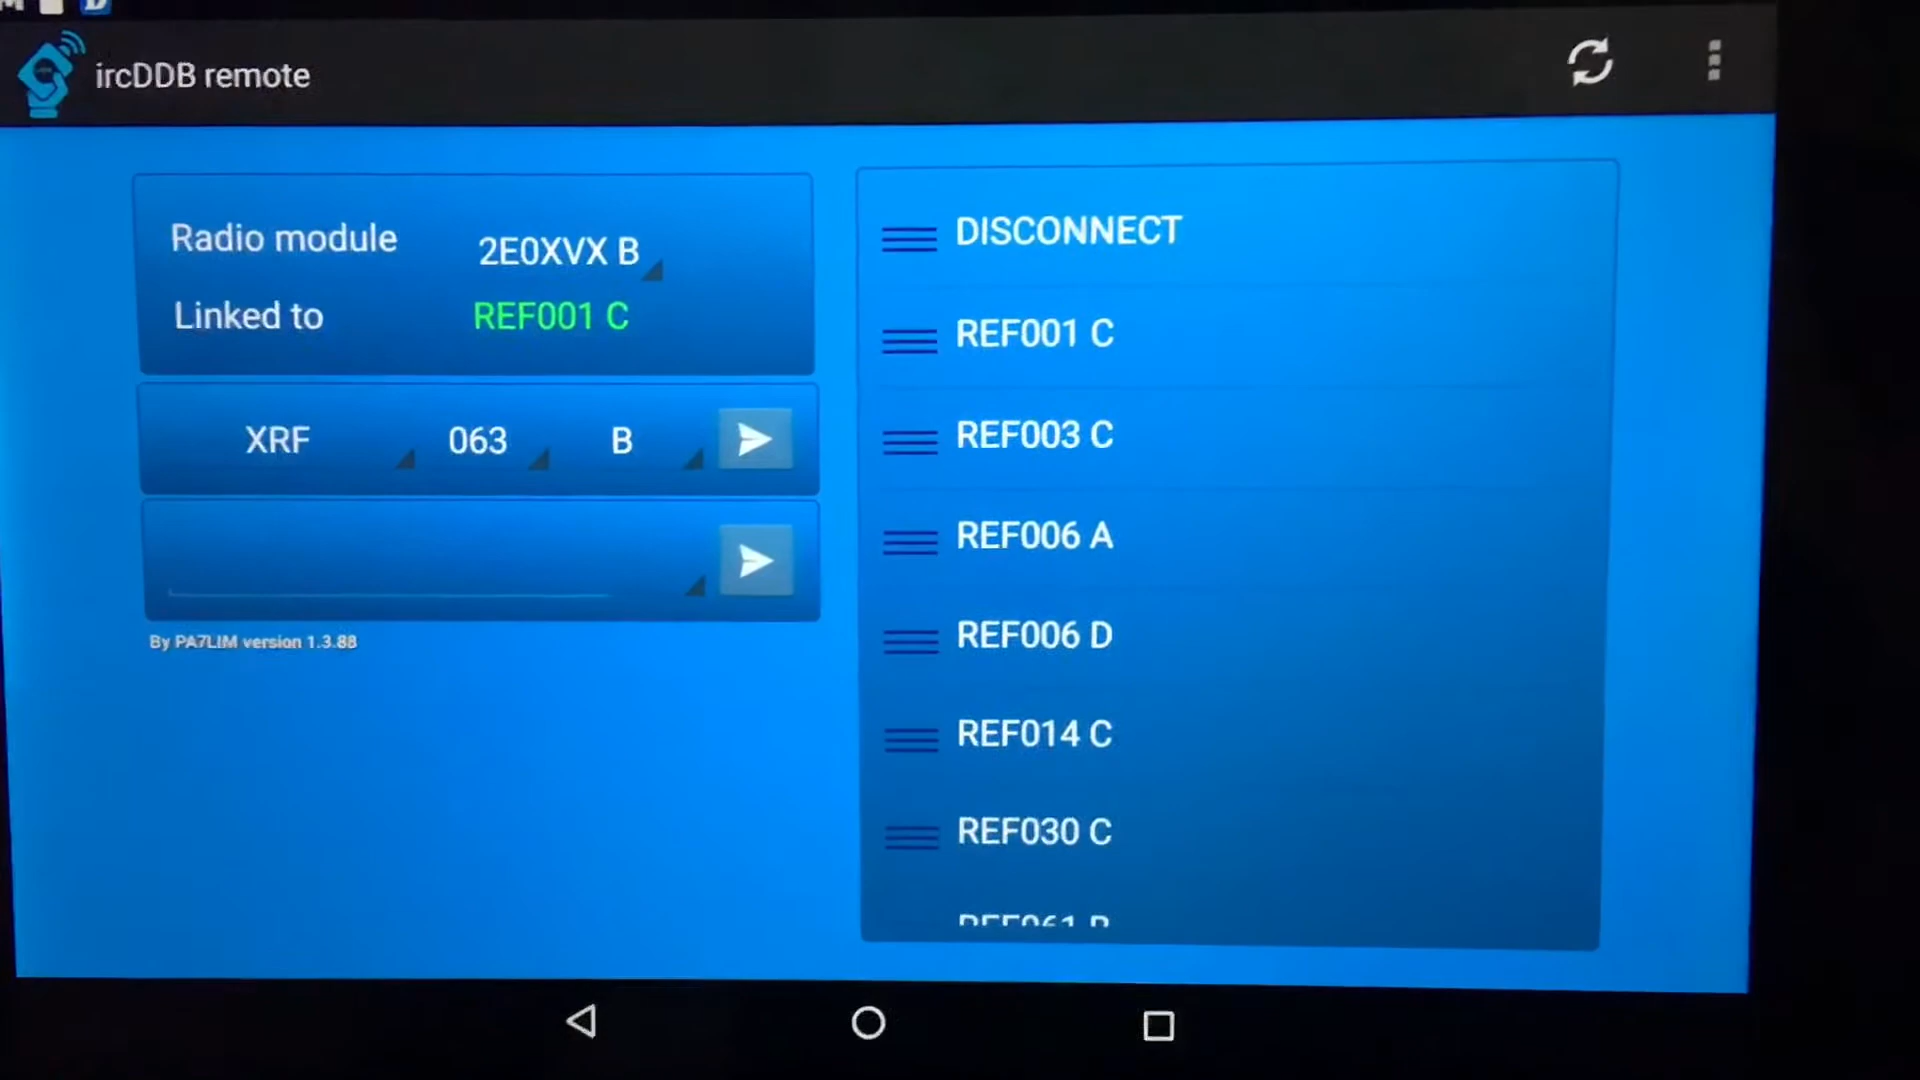 ircDDB remote
Radio module
2E0XVX B
Linked to
REF001 C
XRF
063
B
By PA7LIM version 1.3.88
DISCONNECT
REF001 C
REF003 C
REF006 A
REF006 D
REF014 C
REF030 C
REF061 B